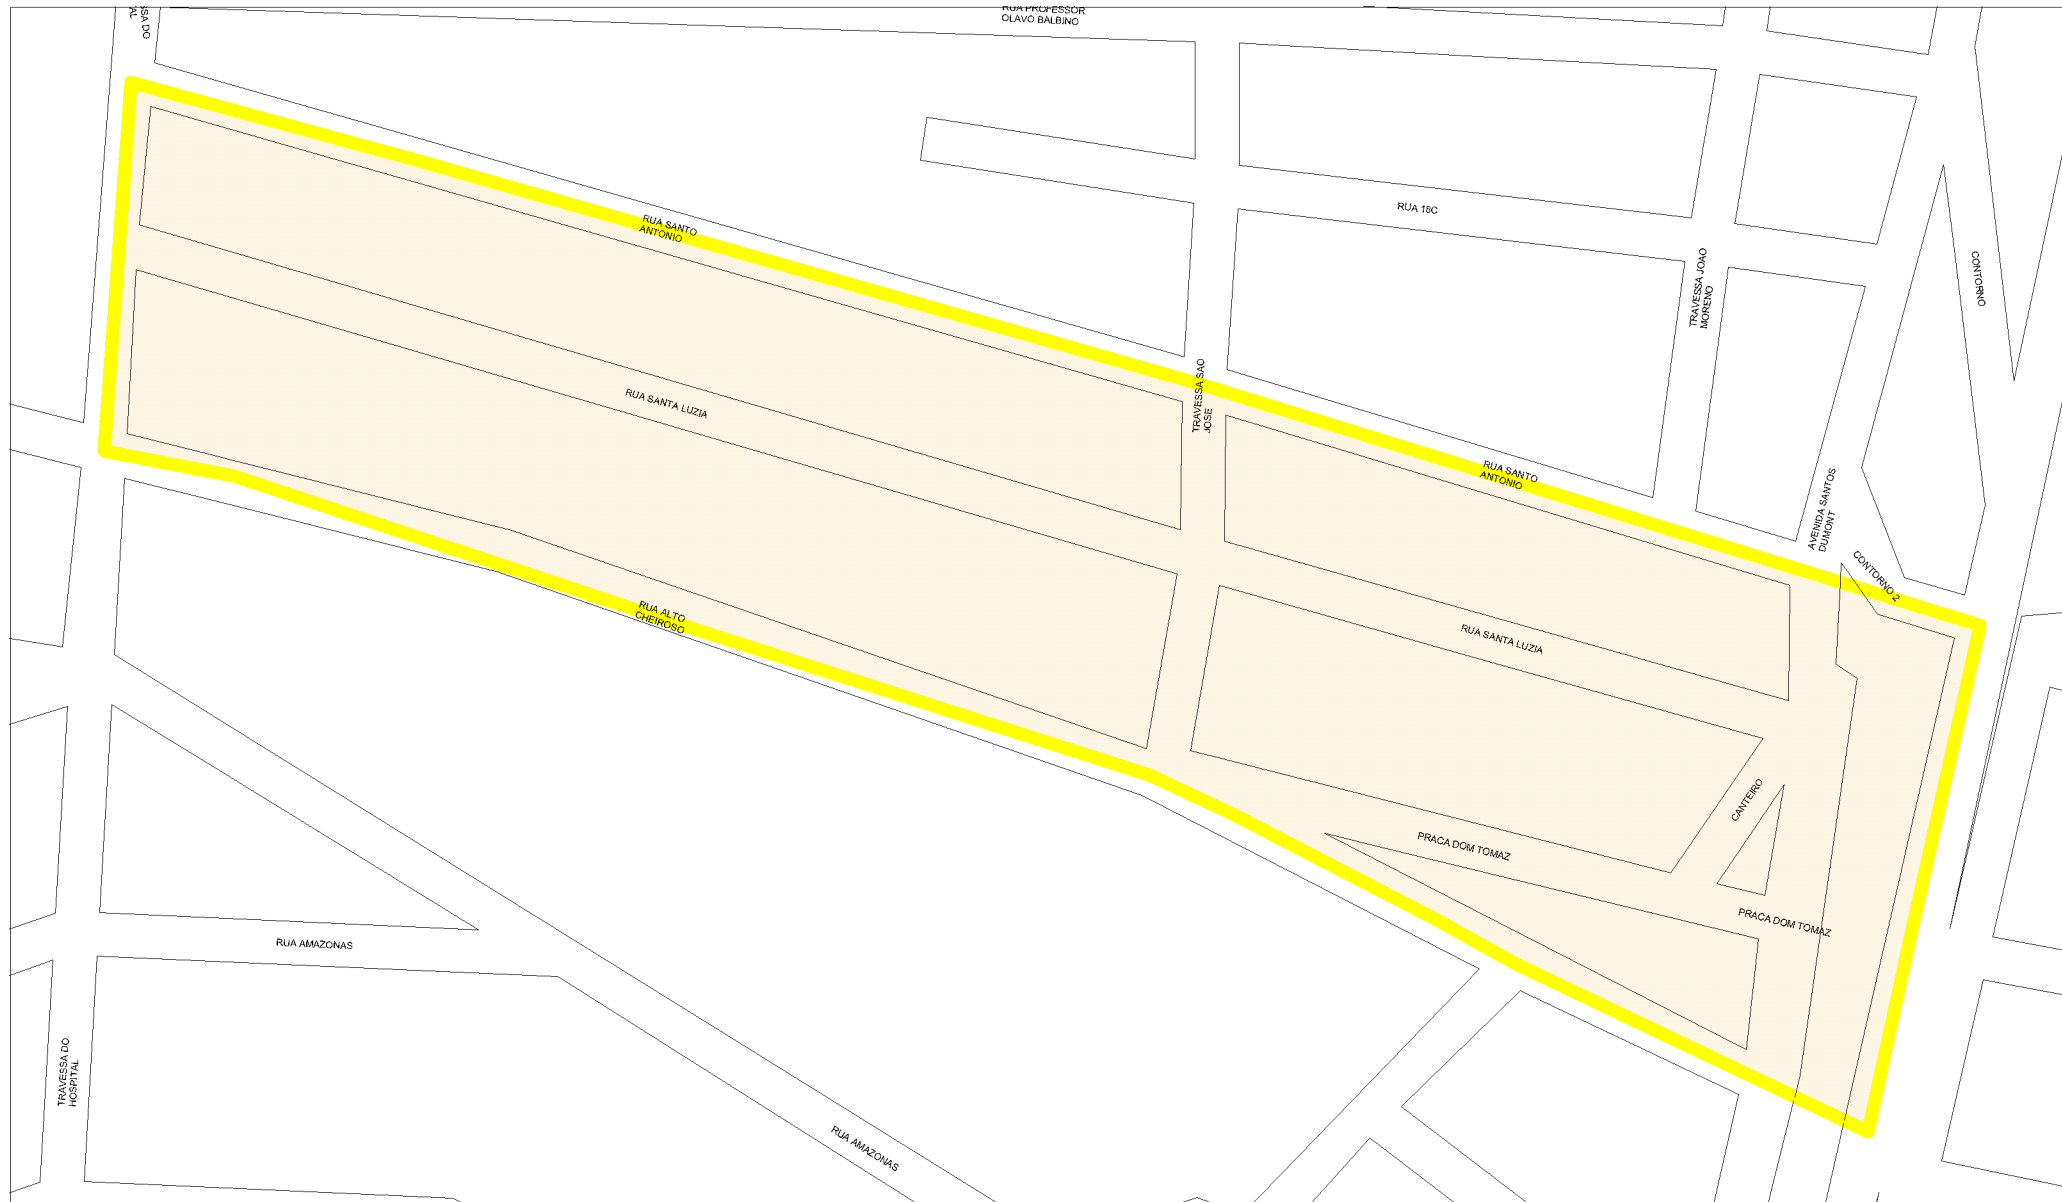 RUA PROFESSOR
OLAVO BALBINO
RUA 18C
RUA SANTO
ANTONIO
CONTORNO
TRAVESSA JOAO
MORENO
RUA SANTA LUZIA
TRAVESSA SAO
JOSE
RUA SANTO
ANTONIO
AVENIDA SANTOS
DUMONT
CONTORNO 2
RUA ALTO
CHEIROSO
RUA SANTA LUZIA
CANTEIRO
PRACA DOM TOMAZ
PRACA DOM TOMAZ
RUA AMAZONAS
TRAVESSA DO
HOSPITAL
RUA AMAZONAS